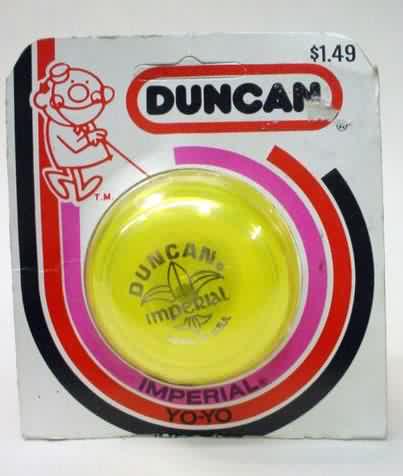 $1.49
DUNCAN®
T.M.
DUNCAN®
Imperial
IMPERIAL®
YO-YO